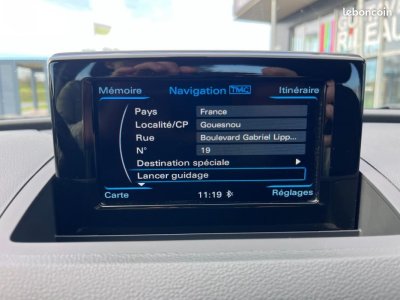 leboncoin
Mémoire Navigation TMC Itinéraire
Pays France
Localité/CP Gouesnou
Rue Boulevard Gabriel Lipp...
N° 19
Destination spéciale
Lancer guidage
Carte 11:19 Réglages